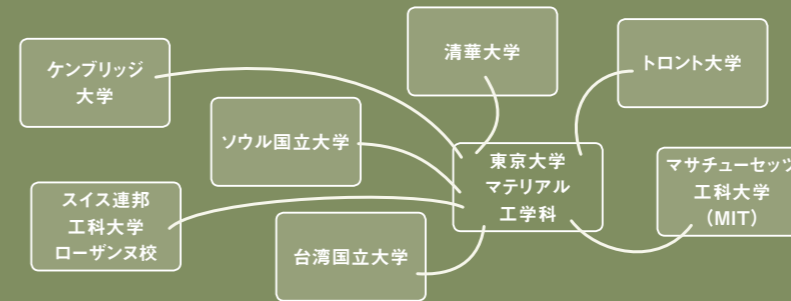 ケンブリッジ
大学
清華大学
トロント大学
ソウル国立大学
東京大学
マテリアル
工学科
マサチューセッツ
工科大学
(MIT)
スイス連邦
工科大学
ローザンヌ校
台湾国立大学